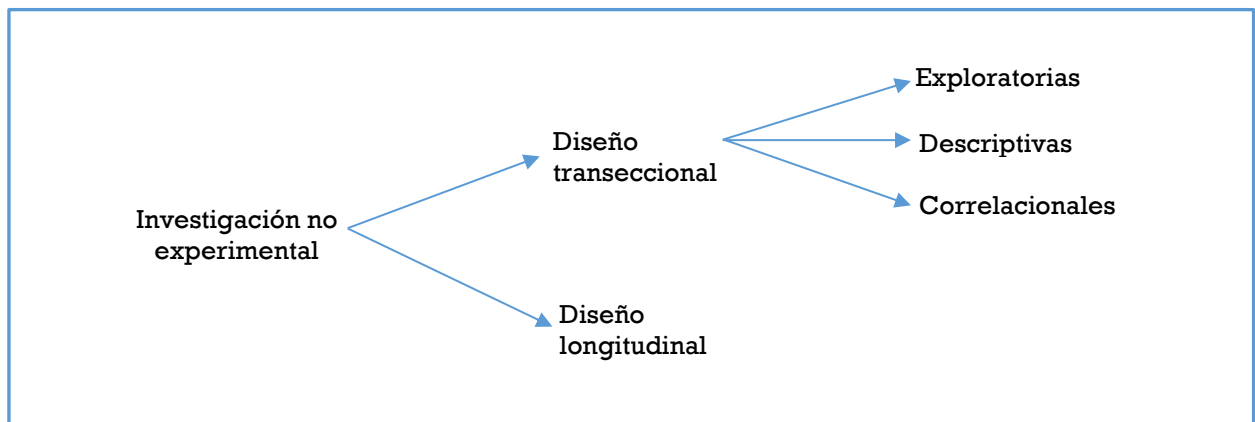 Investigación no
experimental
Diseño
transeccional
Exploratorias
Descriptivas
Correlacionales
Diseño
longitudinal